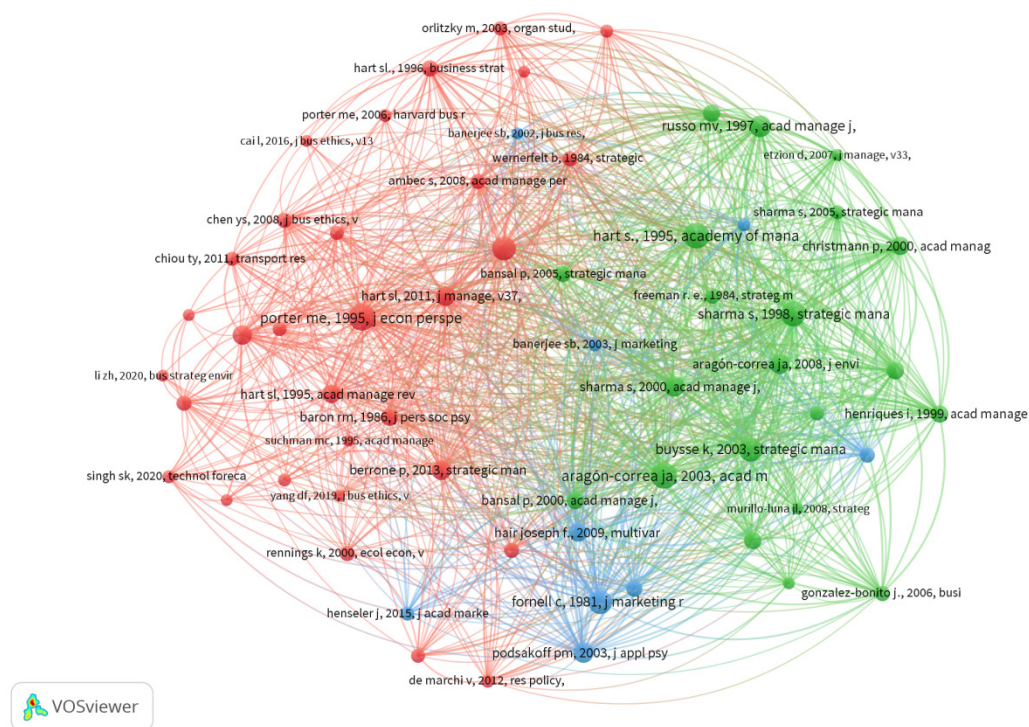 orlitzky m, 2003, organ stud,
hart sl., 1996, business strat
porter me, 2006, harvard bus r
banerjee sb, 2002, j bus res,
russo mv, 1997, acad manage j,
cai l, 2016, j bus ethics, v13
wernerfelt b, 1984, strategic
etzion d, 2007, j manage, v33,
ambec s, 2008, acad manage per
chen ys, 2008, j bus ethics, v
sharma s, 2005, strategic mana
hart s., 1995, academy of mana
christmann p, 2000, acad manag
chiou ty, 2011, transport res
bansal p, 2005, strategic mana
hart sl, 2011, j manage, v37,
freeman r. e., 1984, strateg m
porter me, 1995, j econ perspe
sharma s, 1998, strategic mana
banerjee sb, 2003, j marketing
aragón-correa ja, 2008, j envi
li zh, 2020, bus strateg envir
sharma s, 2000, acad manage j,
hart sl, 1995, acad manage rev
baron rm, 1986, j pers soc psy
henriques i, 1999, acad manage
suchman mc, 1995, acad manage
buysse k, 2003, strategic mana
berrone p, 2013, strategic man
singh sk, 2020, technol foreca
aragón-correa ja, 2003, acad m
yang df, 2019, j bus ethics, v
bansal p, 2000, acad manage j,
murillo-luna jl, 2008, strateg
hair joseph f., 2009, multivar
rennings k, 2000, ecol econ, v
gonzalez-bonito j., 2006, busi
fornell c, 1981, j marketing r
henseler j, 2015, j acad marke
podsakoff pm, 2003, j appl psy
de marchi v, 2012, res policy,
VOSviewer